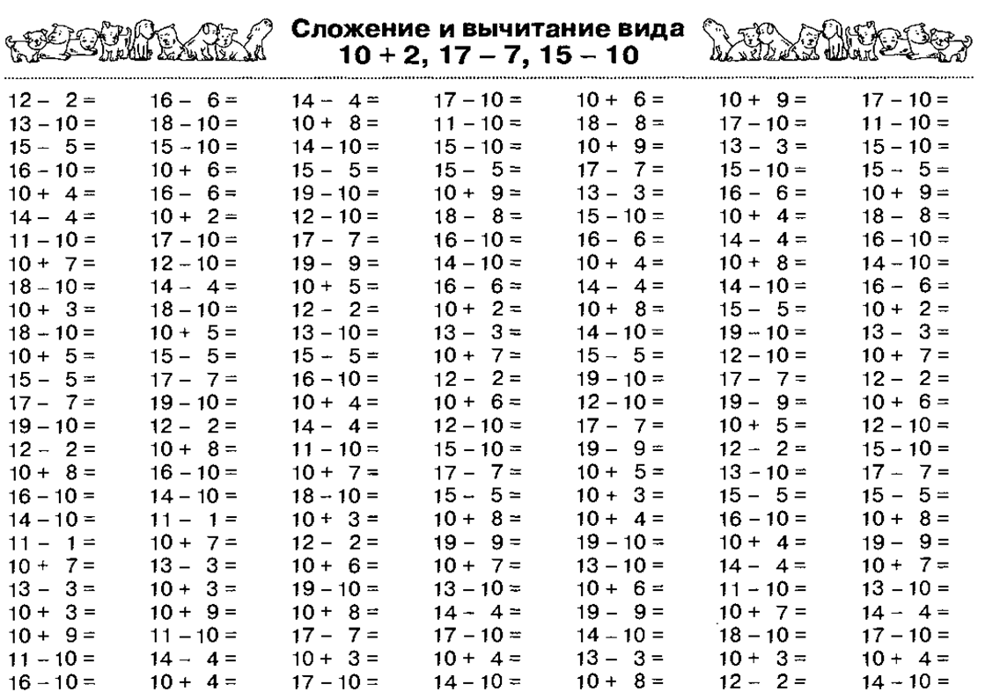 Сложение и вычитание вида
10 + 2, 17 – 7, 15 – 10
12 – 2 = 16 – 6 = 14 – 4 = 17 – 10 = 10 + 6 = 10 + 9 = 17 – 10 =
13 – 10 = 18 – 10 = 10 + 8 = 11 – 10 = 18 – 8 = 17 – 10 = 11 – 10 =
15 – 5 = 15 – 10 = 14 – 10 = 15 – 10 = 10 + 9 = 13 – 3 = 15 – 10 =
16 – 10 = 10 + 6 = 15 – 5 = 15 – 5 = 17 – 7 = 15 – 10 = 15 – 5 =
10 + 4 = 16 – 6 = 19 – 10 = 10 + 9 = 13 – 3 = 16 – 6 = 10 + 9 =
14 – 4 = 10 + 2 = 12 – 10 = 18 – 8 = 15 – 10 = 10 + 4 = 18 – 8 =
11 – 10 = 17 – 10 = 17 – 7 = 16 – 10 = 16 – 6 = 14 – 4 = 16 – 10 =
10 + 7 = 12 – 10 = 19 – 9 = 14 – 10 = 10 + 4 = 10 + 8 = 14 – 10 =
18 – 10 = 14 – 4 = 10 + 5 = 16 – 6 = 14 – 4 = 14 – 10 = 16 – 6 =
10 + 3 = 18 – 10 = 12 – 2 = 10 + 2 = 10 + 8 = 15 – 5 = 10 + 2 =
18 – 10 = 10 + 5 = 13 – 10 = 13 – 3 = 14 – 10 = 19 – 10 = 13 – 3 =
10 + 5 = 15 – 5 = 15 – 5 = 10 + 7 = 15 – 5 = 12 – 10 = 10 + 7 =
15 – 5 = 17 – 7 = 16 – 10 = 12 – 2 = 19 – 10 = 17 – 7 = 12 – 2 =
17 – 7 = 19 – 10 = 10 + 4 = 10 + 6 = 12 – 10 = 19 – 9 = 10 + 6 =
19 – 10 = 12 – 2 = 14 – 4 = 12 – 10 = 17 – 7 = 10 + 5 = 12 – 10 =
12 – 2 = 10 + 8 = 11 – 10 = 15 – 10 = 19 – 9 = 12 – 2 = 15 – 10 =
10 + 8 = 16 – 10 = 10 + 7 = 17 – 7 = 10 + 5 = 13 – 10 = 17 – 7 =
16 – 10 = 14 – 10 = 18 – 10 = 15 – 5 = 10 + 3 = 15 – 5 = 15 – 5 =
14 – 10 = 11 – 1 = 10 + 3 = 10 + 8 = 10 + 4 = 16 – 10 = 10 + 8 =
11 – 1 = 10 + 7 = 12 – 2 = 19 – 9 = 19 – 10 = 10 + 4 = 19 – 9 =
10 + 7 = 13 – 3 = 10 + 6 = 10 + 7 = 13 – 10 = 14 – 4 = 10 + 7 =
13 – 3 = 10 + 3 = 19 – 10 = 13 – 10 = 10 + 6 = 11 – 10 = 13 – 10 =
10 + 3 = 10 + 9 = 10 + 8 = 14 – 4 = 19 – 9 = 10 + 7 = 14 – 4 =
10 + 9 = 11 – 10 = 17 – 7 = 17 – 10 = 14 – 10 = 18 – 10 = 17 – 10 =
11 – 10 = 14 – 4 = 10 + 3 = 10 + 4 = 13 – 3 = 10 + 3 = 10 + 4 =
16 – 10 = 10 + 4 = 17 – 10 = 14 – 10 = 10 + 8 = 12 – 2 = 14 – 10 =